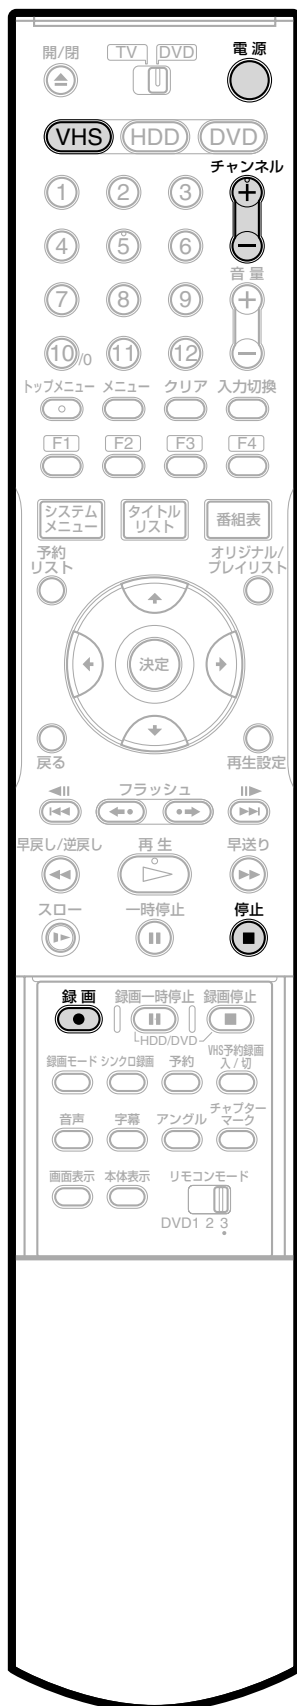 開/閉 TV DVD 電源
VHS HDD DVD
チャンネル
1 2 3 +
4 5 6 −
音量
7 8 9 +
10/0 11 12 −
トップメニュー メニュー クリア 入力切換
F1 F2 F3 F4
システム
メニュー
タイトル
リスト
番組表
予約
リスト
オリジナル/
プレイリスト
決定
戻る 再生設定
フラッシュ
早戻し/逆戻し 再生 早送り
スロー 一時停止 停止
録画 録画一時停止 録画停止
HDD/DVD
録画モード シンクロ録画 予約 VHS予約録画
入/切
音声 字幕 アングル チャプター
マーク
画面表示 本体表示 リモコンモード
DVD1 2 3